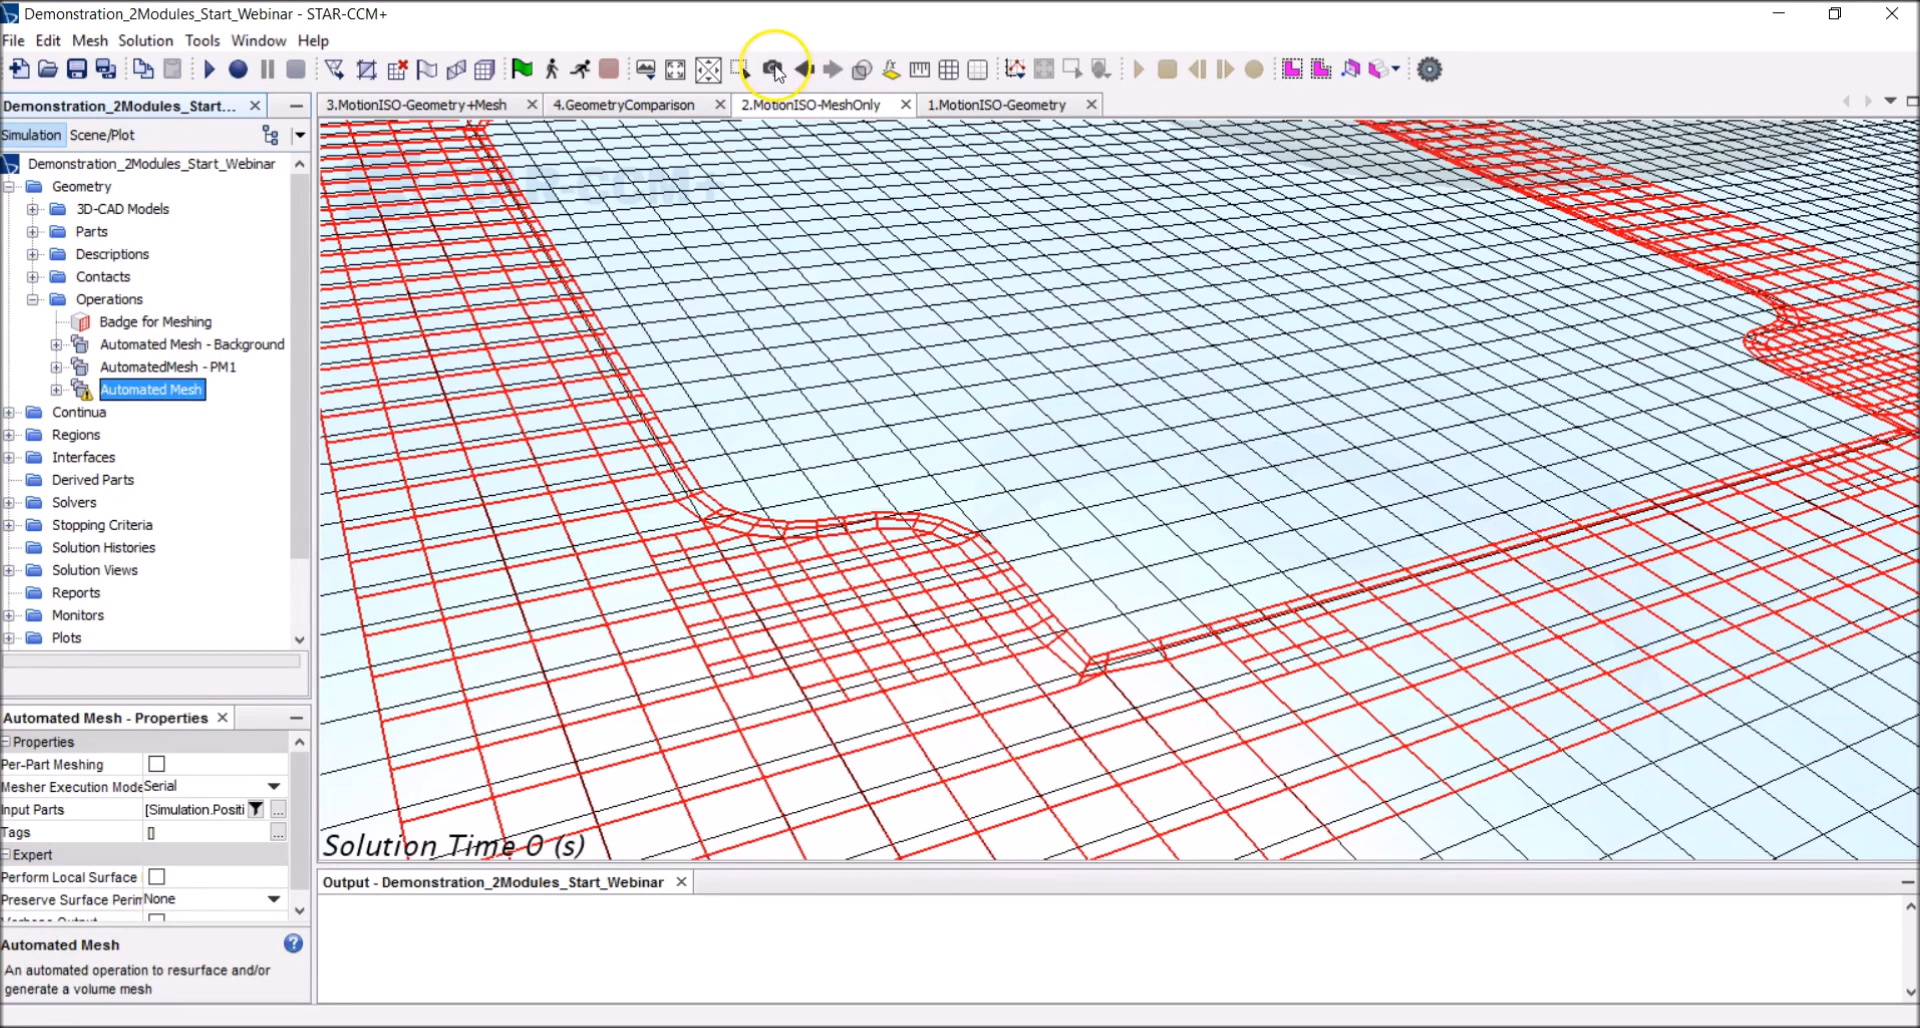 Demonstration_2Modules_Start_Webinar - STAR-CCM+
File Edit Mesh Solution Tools Window Help
Demonstration_2Modules_Start...
3.MotionISO-Geometry+Mesh
4.GeometryComparison
2.MotionISO-MeshOnly
1.MotionISO-Geometry
Simulation Scene/Plot
Demonstration_2Modules_Start_Webinar
Geometry
3D-CAD Models
Parts
Descriptions
Contacts
Operations
Badge for Meshing
Automated Mesh - Background
AutomatedMesh - PM1
Automated Mesh
Continua
Regions
Interfaces
Derived Parts
Solvers
Stopping Criteria
Solution Histories
Solution Views
Reports
Monitors
Plots
STAR-CCM+
Solution Time 0 (s)
Automated Mesh - Properties
Properties
Per-Part Meshing
Mesher Execution Mode Serial
Input Parts [Simulation.Positi ...
Tags [] ...
Expert
Perform Local Surface
Preserve Surface Perim None
Automated Mesh
An automated operation to resurface and/or
generate a volume mesh
Output - Demonstration_2Modules_Start_Webinar